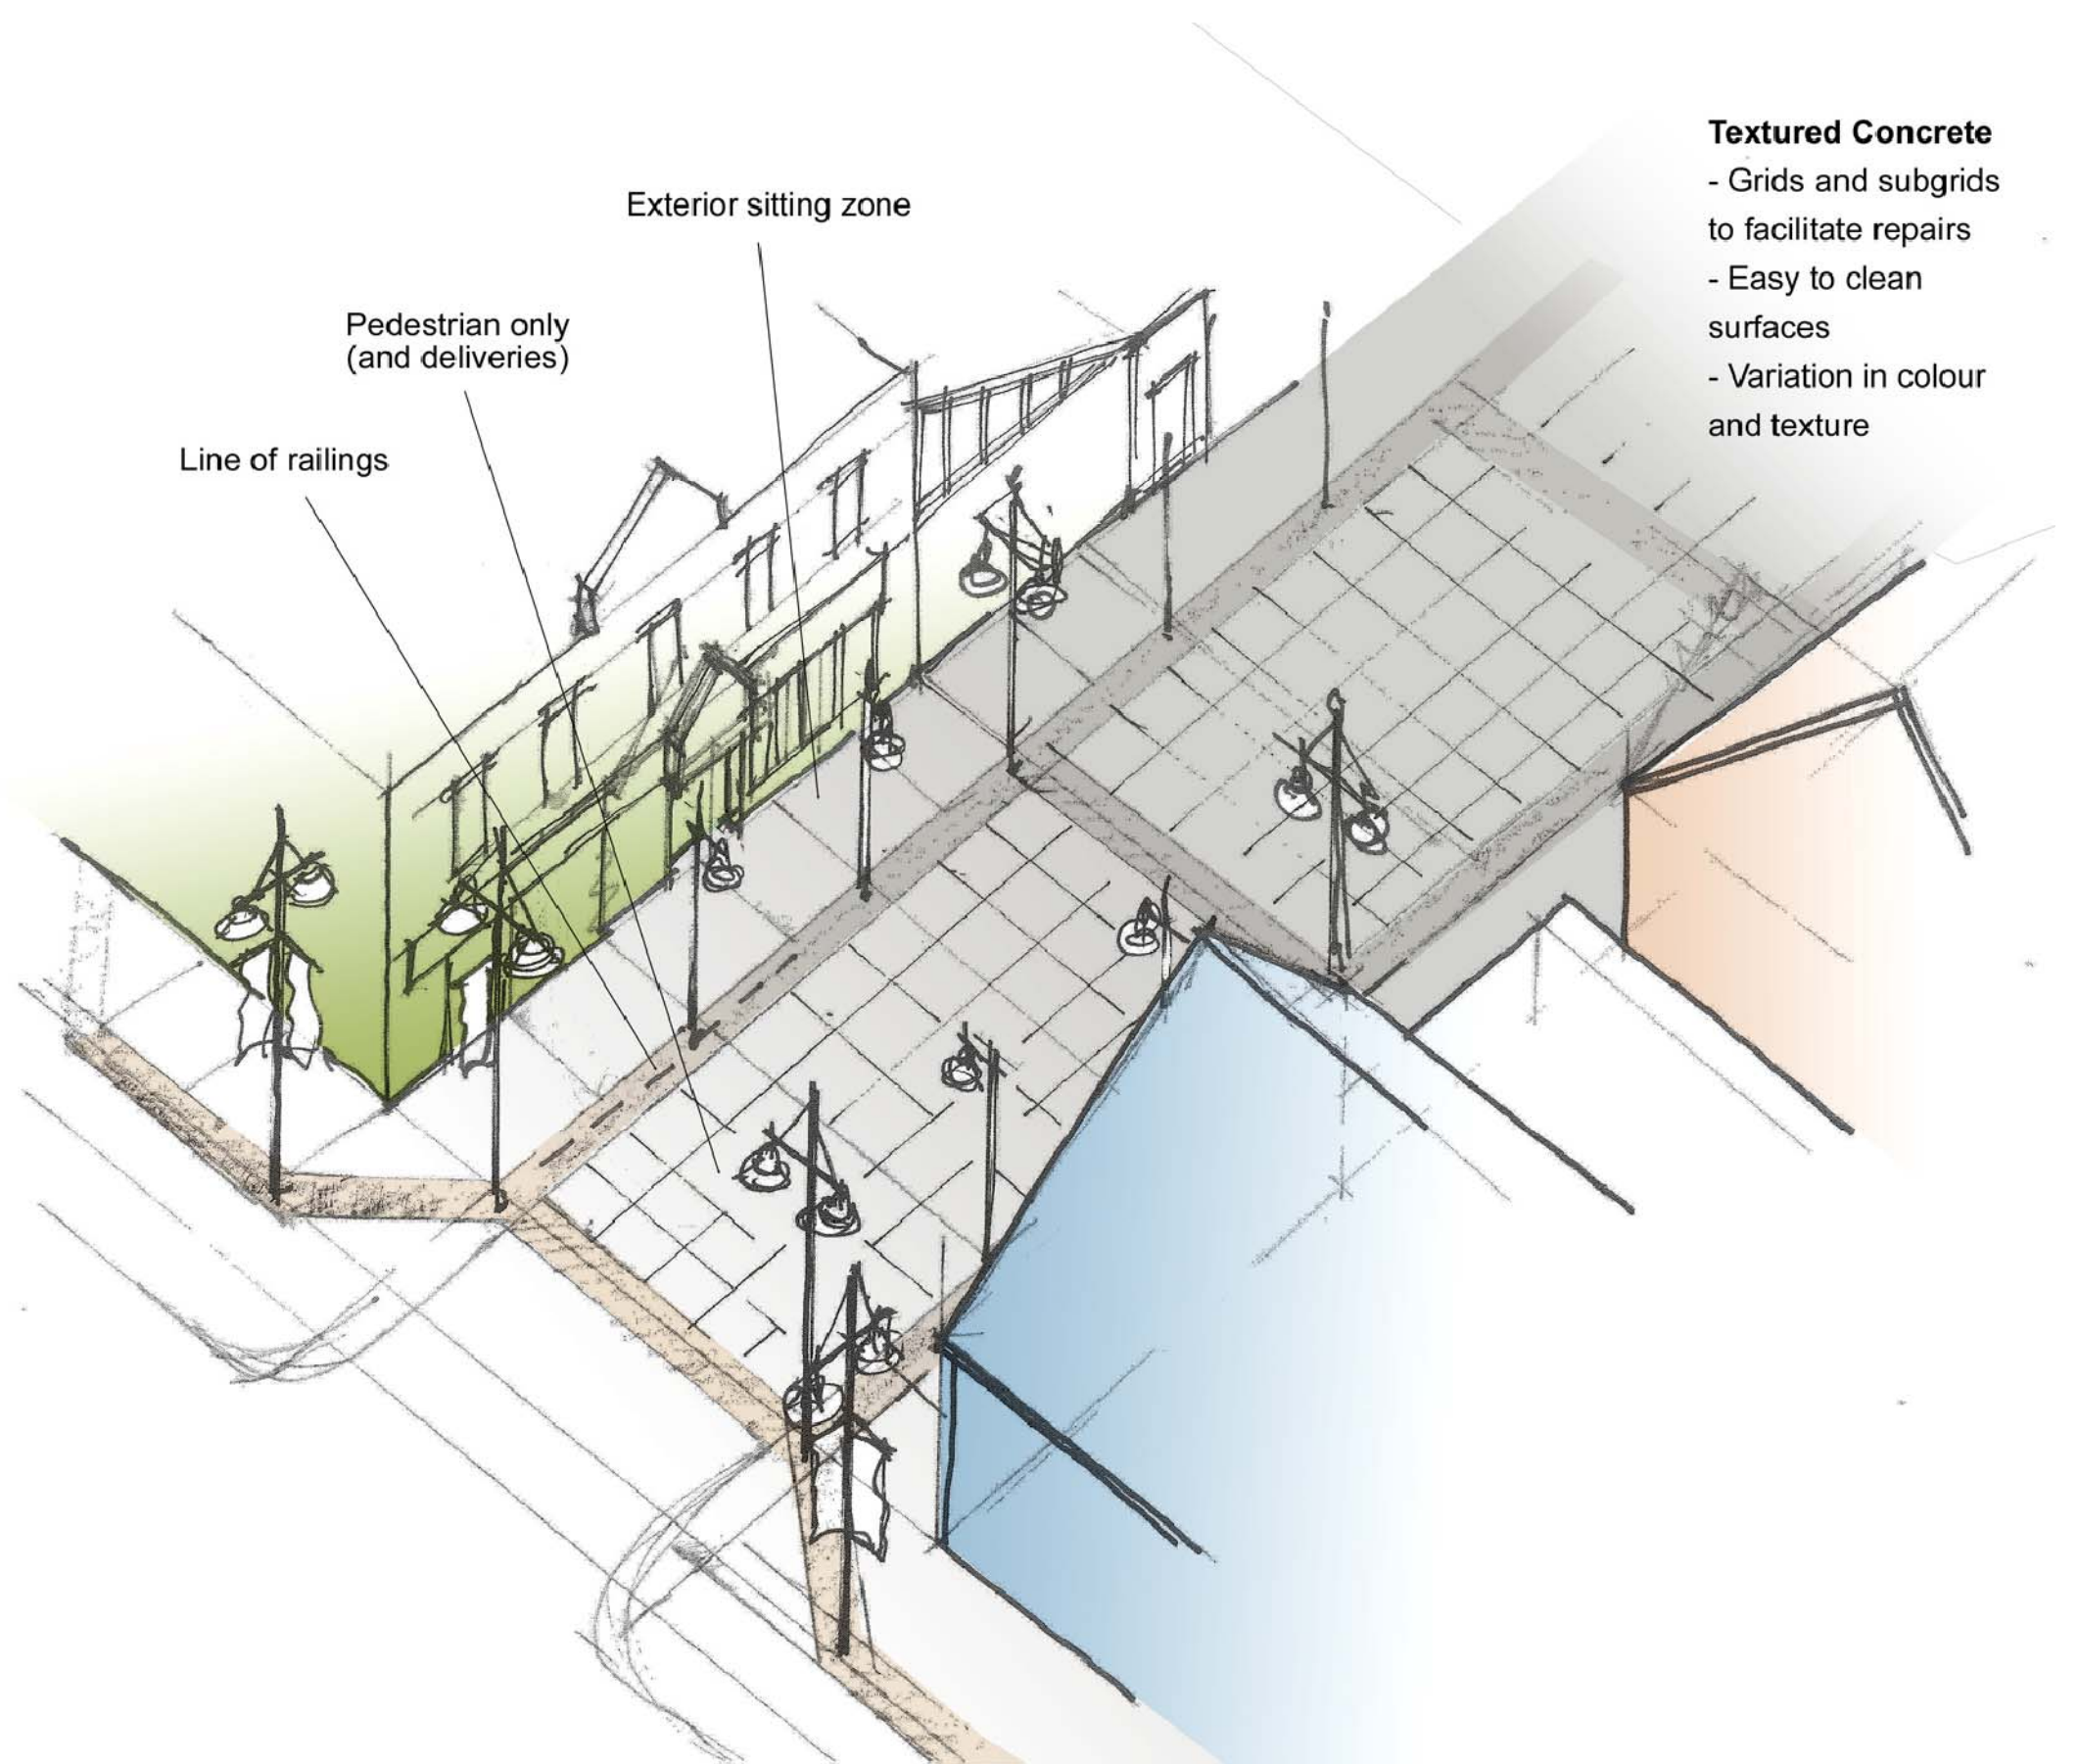 Textured Concrete
- Grids and subgrids
to facilitate repairs
- Easy to clean
surfaces
- Variation in colour
and texture
Exterior sitting zone
Pedestrian only
(and deliveries)
Line of railings